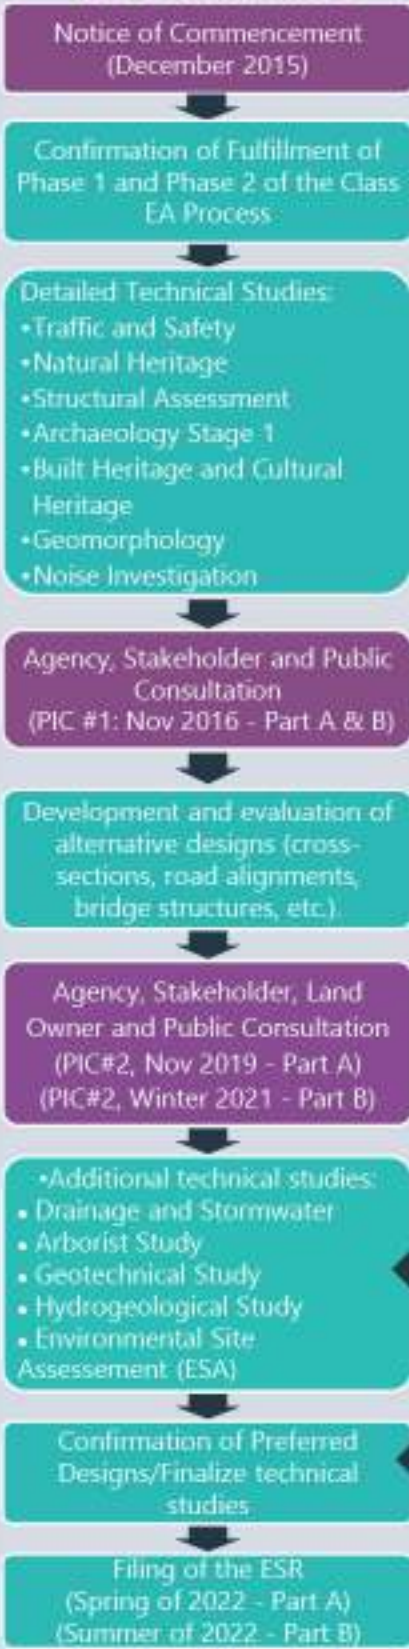 Notice of Commencement
(December 2015)
Confirmation of Fulfillment of
Phase 1 and Phase 2 of the Class
EA Process
Detailed Technical Studies:
•Traffic and Safety
•Natural Heritage
•Structural Assessment
•Archaeology Stage 1
•Built Heritage and Cultural
Heritage
•Geomorphology
•Noise Investigation
Agency, Stakeholder and Public
Consultation
(PIC #1: Nov 2016 - Part A & B)
Development and evaluation of
alternative designs (cross-
sections, road alignments,
bridge structures, etc.).
Agency, Stakeholder, Land
Owner and Public Consultation
(PIC#2, Nov 2019 - Part A)
(PIC#2, Winter 2021 - Part B)
•Additional technical studies:
• Drainage and Stormwater
• Arborist Study
• Geotechnical Study
• Hydrogeological Study
• Environmental Site
Assessement (ESA)
Confirmation of Preferred
Designs/Finalize technical
studies
Filing of the ESR
(Spring of 2022 - Part A)
(Summer of 2022 - Part B)